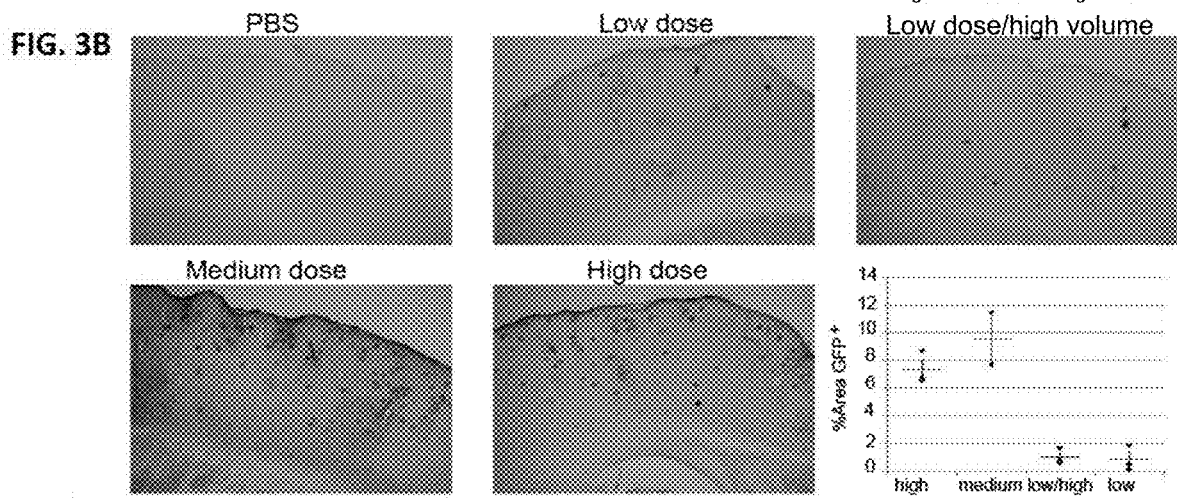 FIG. 3B
PBS
Low dose
Low dose/high volume
Medium dose
High dose
%Area GFP+
14
12
10
8
6
4
2
0
high
medium
low/high
low